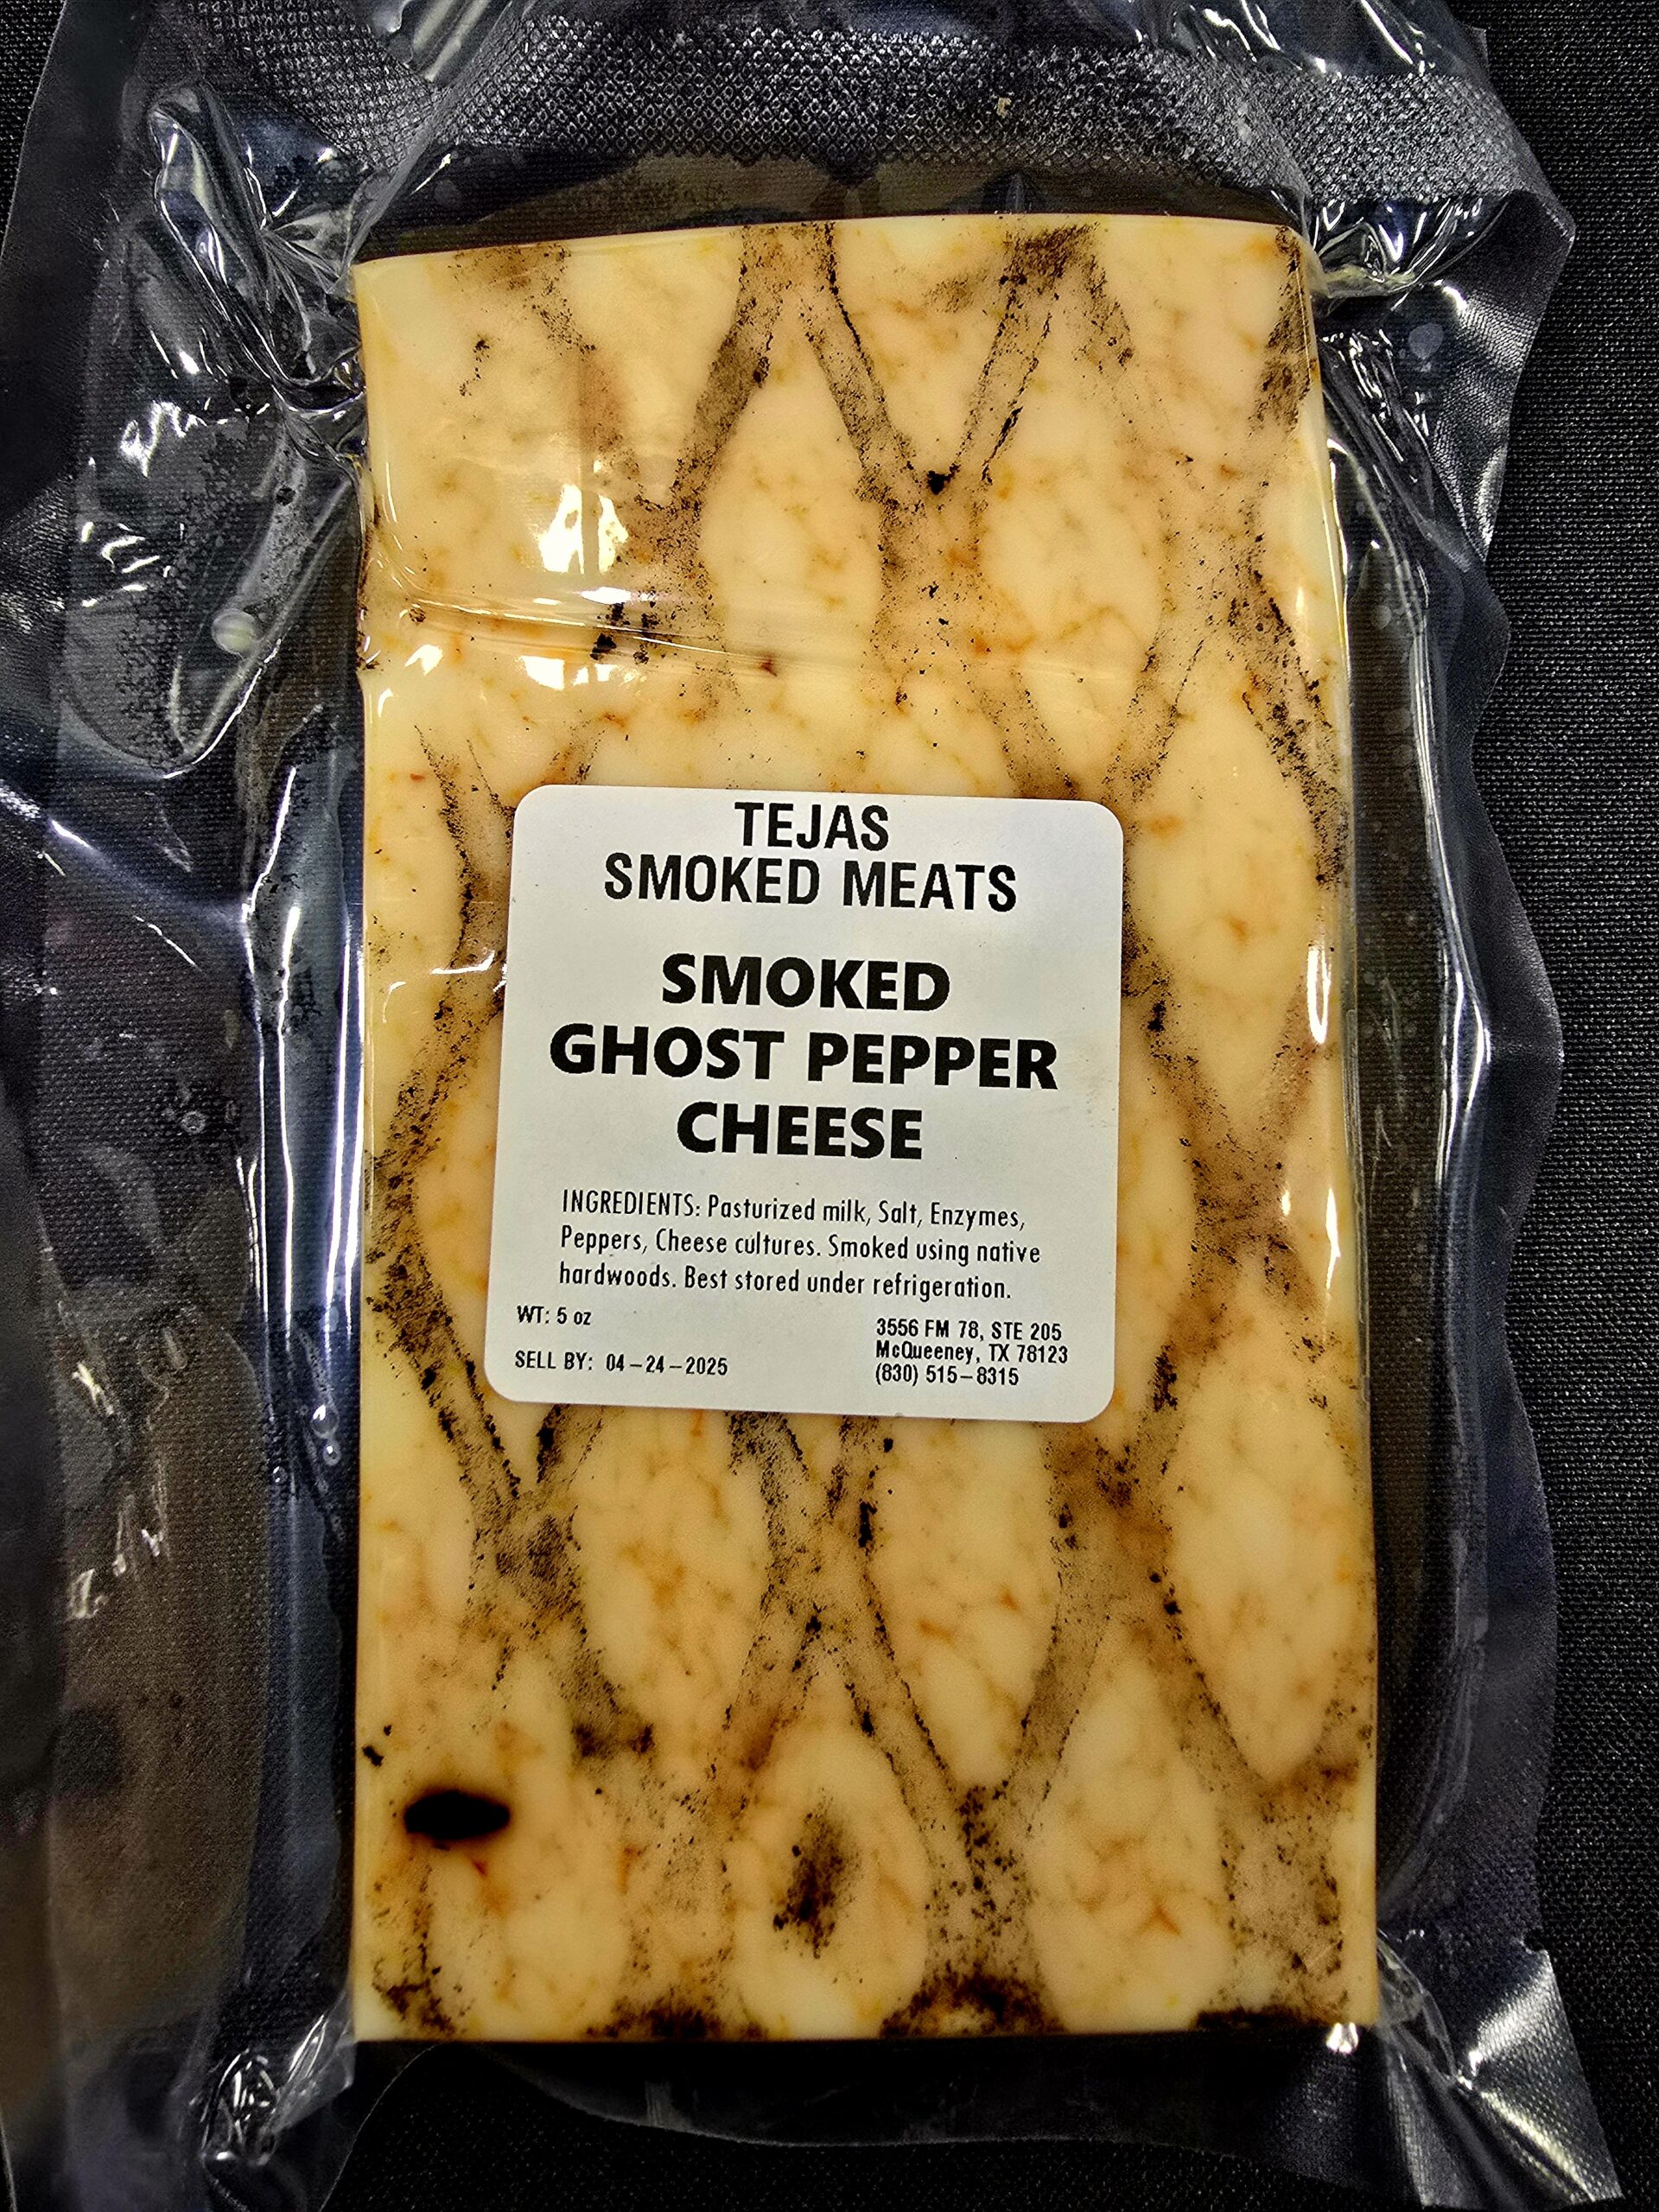 TEJAS
SMOKED MEATS
SMOKED
GHOST PEPPER
CHEESE
INGREDIENTS: Pasturized milk, Salt, Enzymes,
Peppers, Cheese cultures. Smoked using native
hardwoods. Best stored under refrigeration.
WT: 5 oz
SELL BY: 04-24-2025
3556 FM 78, STE 205
McQueeney, TX 78123
(830) 515-8315